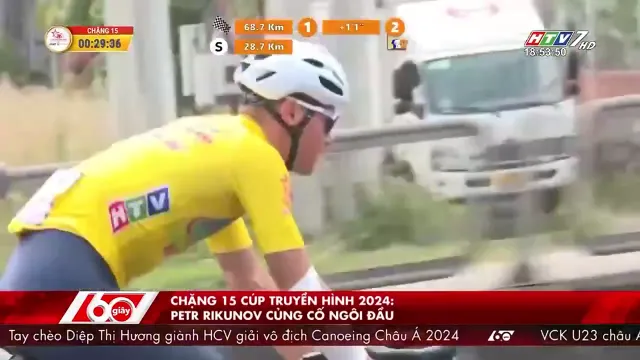 CHẶNG 15
00:29:36
68.7 Km
1
+1'1"
2
S
28.7 Km
HTV7 HD
18:53:50
HTV
60 giây
CHẶNG 15 CÚP TRUYỀN HÌNH 2024:
PETR RIKUNOV CỦNG CỐ NGÔI ĐẦU
Tay chèo Diệp Thị Hương giành HCV giải vô địch Canoeing Châu Á 2024 60 VCK U23 châu Á